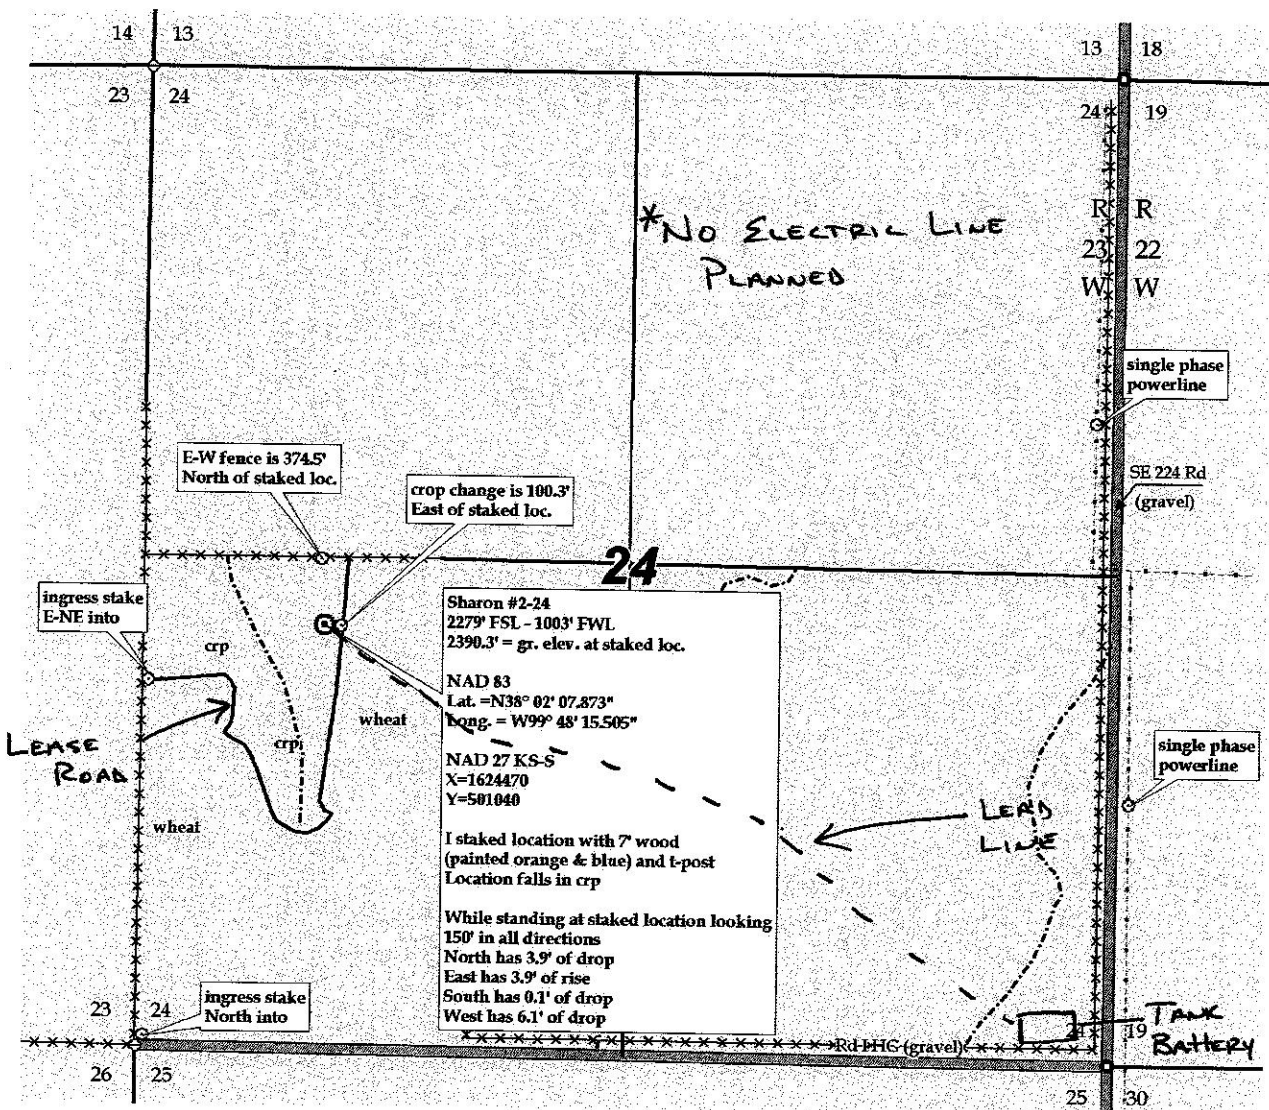 14 13
13 18
23 24
24 19
R R
23 22
W W
*No Electric Line
Planned
single phase
powerline
SE 224 Rd
(gravel)
E-W fence is 374.5'
North of staked loc.
crop change is 100.3'
East of staked loc.
24
ingress stake
E-NE into
crp
Sharon #2-24
2279' FSL - 1003' FWL
2390.3' = gr. elev. at staked loc.
NAD 83
Lat. =N38° 02' 07.873"
Long. = W99° 48' 15.505"
NAD 27 KS-S
X=1624470
Y=501040
I staked location with 7' wood
(painted orange & blue) and t-post
Location falls in crp
While standing at staked location looking
150' in all directions
North has 3.9' of drop
East has 3.9' of rise
South has 0.1' of drop
West has 6.1' of drop
wheat
crp
Lease
Road
wheat
single phase
powerline
Lead
Line
23 24
ingress stake
North into
24 19
Tank
Battery
Rd HG (gravel)
26 25
25 30